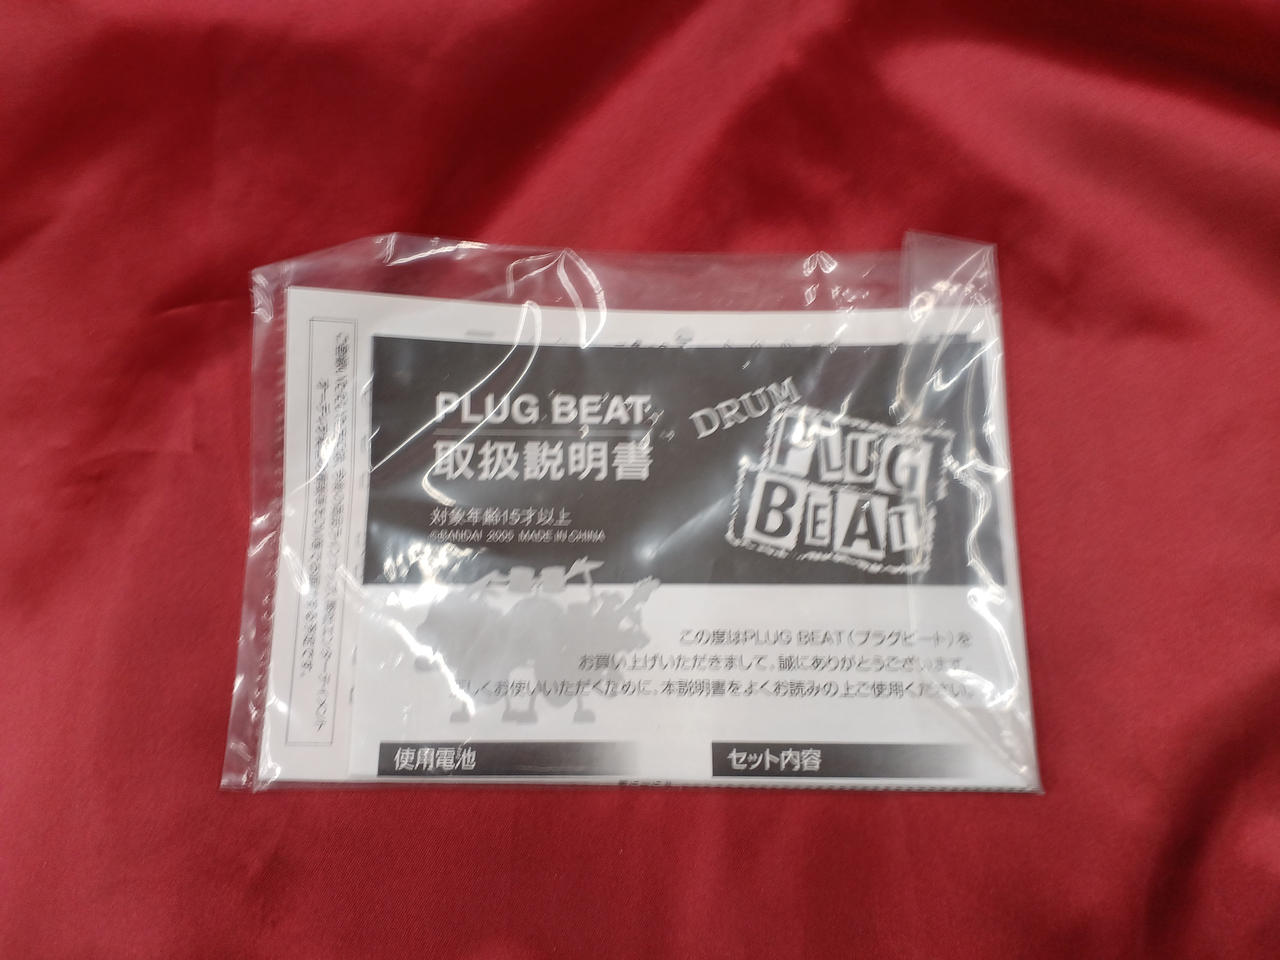 PLUG BEAT
取扱説明書
対象年齢15才以上
©BANDAI 2005 MADE IN CHINA
DRUM
PLUG
BEAT
この度はPLUG BEAT(プラグビート)を
お買い上げいただきまして、誠にありがとうございます。
しくお使いいただくために、本説明書をよくお読みの上ご使用ください。
使用電池
セット内容